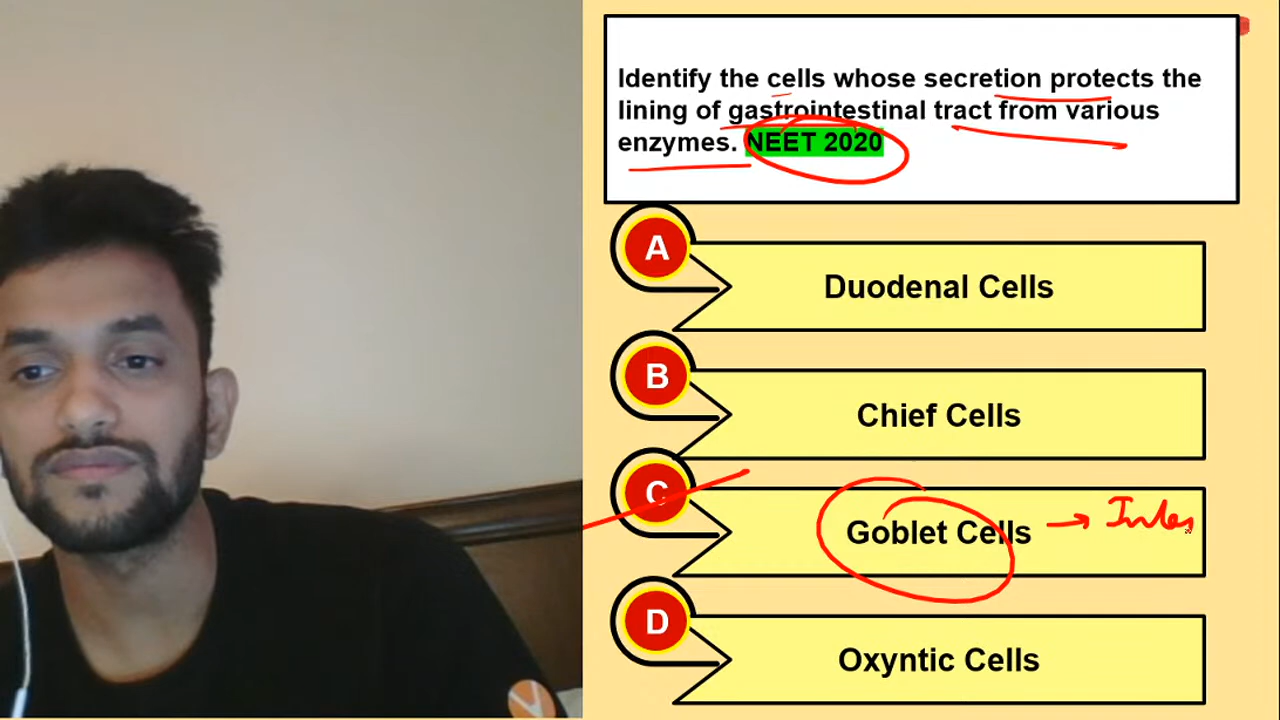 Identify the cells whose secretion protects the
lining of gastrointestinal tract from various
enzymes. NEET 2020
A
Duodenal Cells
B
Chief Cells
C
Goblet Cells → Intes
D
Oxyntic Cells